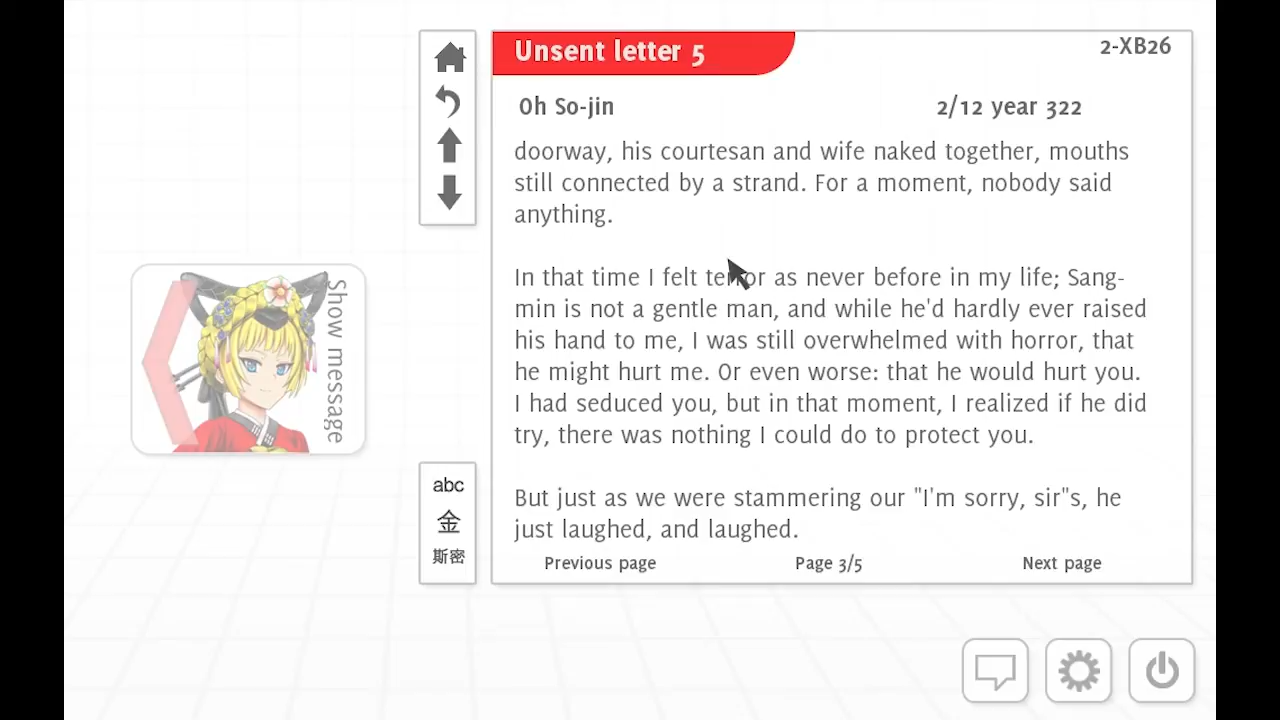 Unsent letter 5
2-XB26
Oh So-jin
2/12 year 322
doorway, his courtesan and wife naked together, mouths
still connected by a strand. For a moment, nobody said
anything.
In that time I felt terror as never before in my life; Sang-
min is not a gentle man, and while he'd hardly ever raised
his hand to me, I was still overwhelmed with horror, that
he might hurt me. Or even worse: that he would hurt you.
I had seduced you, but in that moment, I realized if he did
try, there was nothing I could do to protect you.
But just as we were stammering our "I'm sorry, sir"s, he
just laughed, and laughed.
Previous page
Page 3/5
Next page
Show message
abc
金
斯密